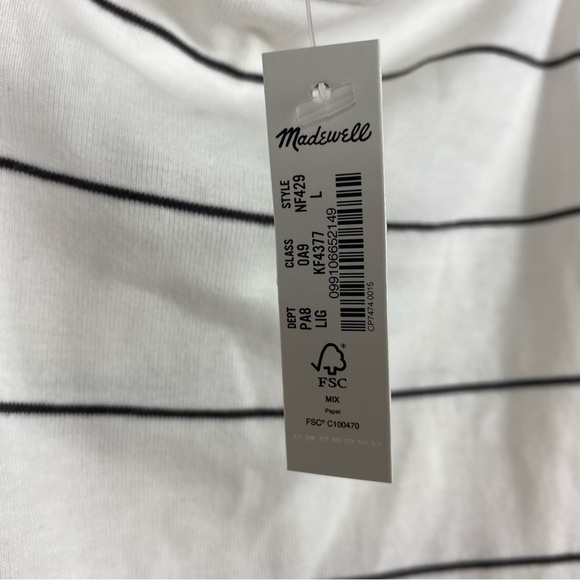 Madewell
DEPT CLASS STYLE
PA8 0A9 NF429
LIG KF4377 L
099106652149
CP7474 0015
FSC
MIX
Paper
FSC® C100470